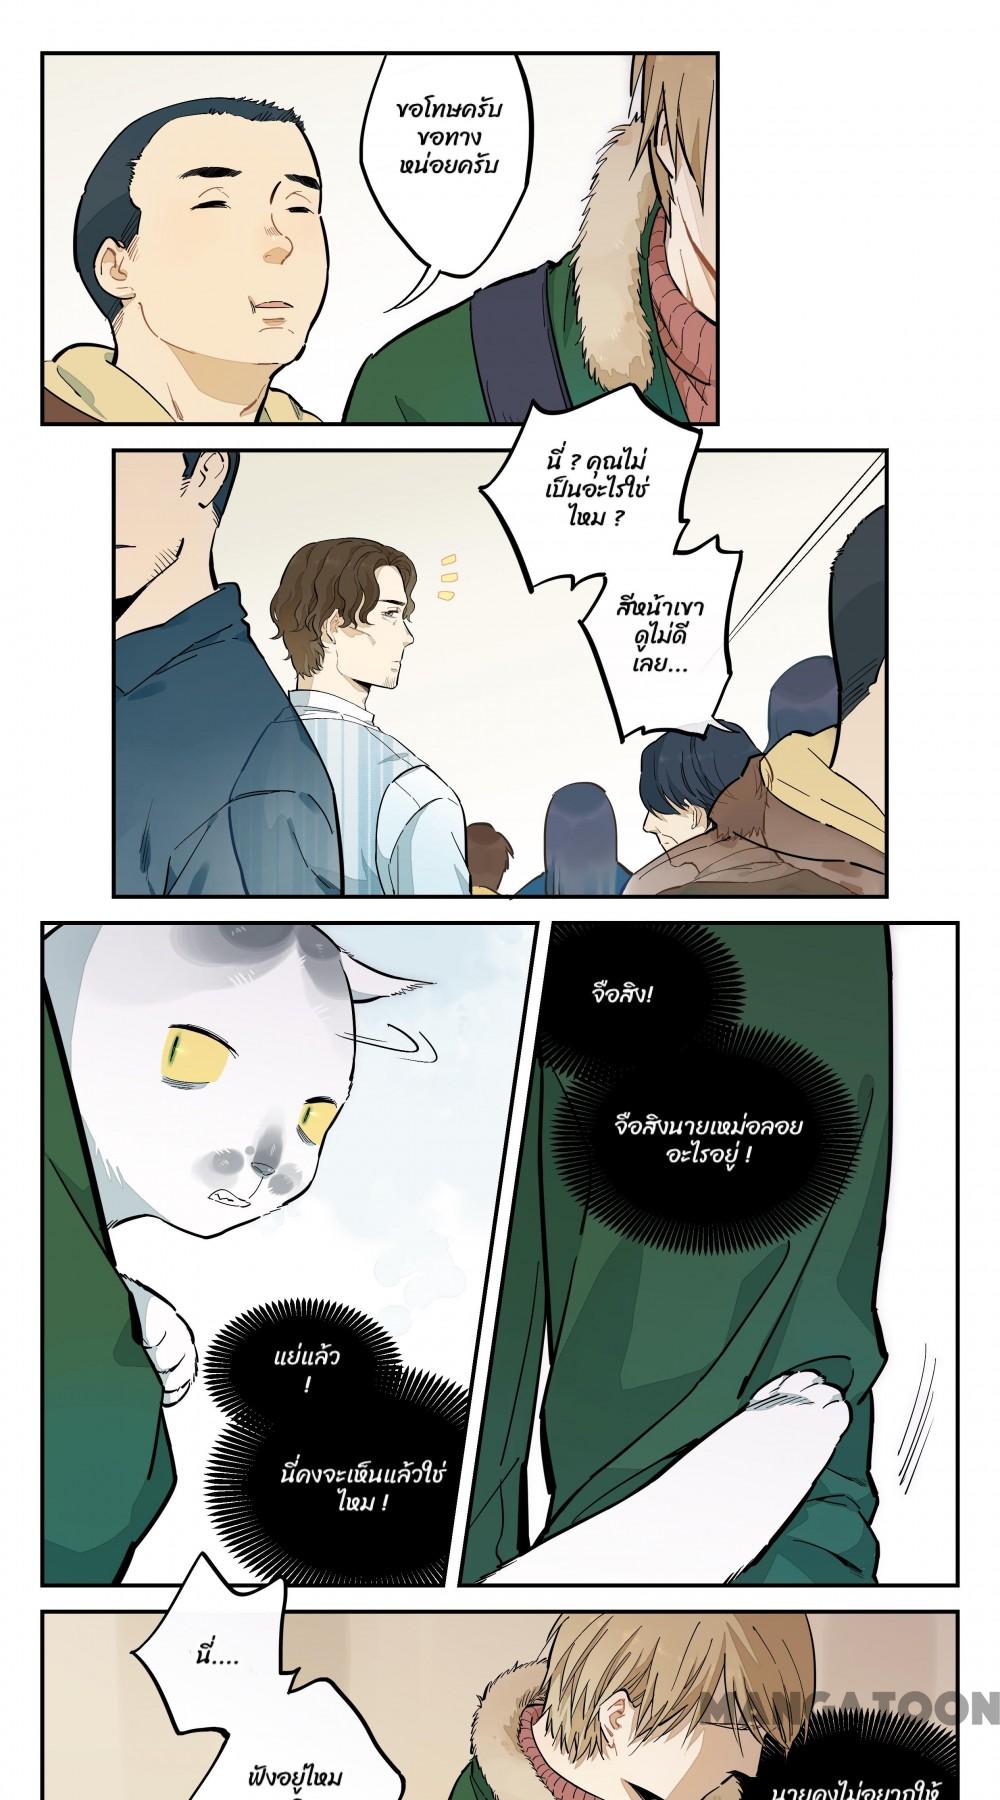 ขอโทษครับ
ขอทาง
หน่อยครับ
นี่ ? คุณไม่
เป็นอะไรใช่
ไหม ?
สีหน้าเขา
ดูไม่ดี
เลย...
จือสิง!
จือสิงนายเหม่อลอย
อะไรอยู่ !
แย่แล้ว
!
นี่คงจะเห็นแล้วใช่
ไหม !
นี่....
MANGATOON
ฟังอยู่ไหม
นายคงไม่อยากให้